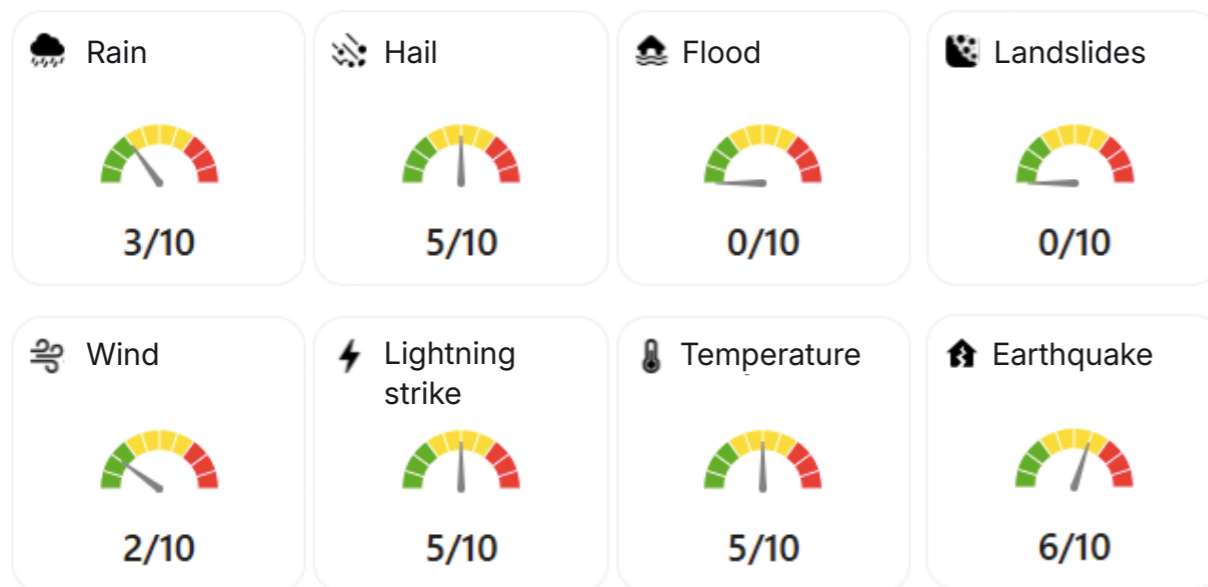 Rain
Hail
Flood
Landslides
3/10
5/10
0/10
0/10
Wind
Lightning
strike
Temperature
Earthquake
2/10
5/10
5/10
6/10